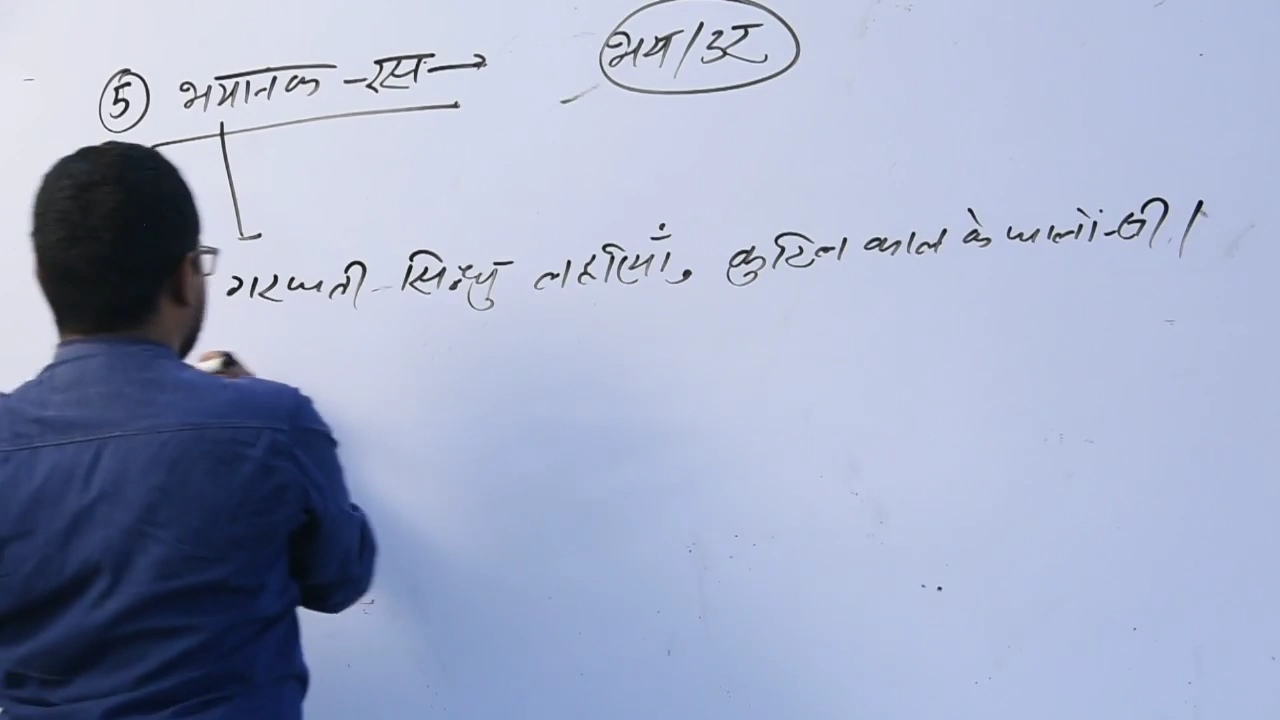 ⑤ भयानक -रस→ भय/डर
गरजती सिन्धु लहरियाँ, कुटिल काल के जालों-सी।